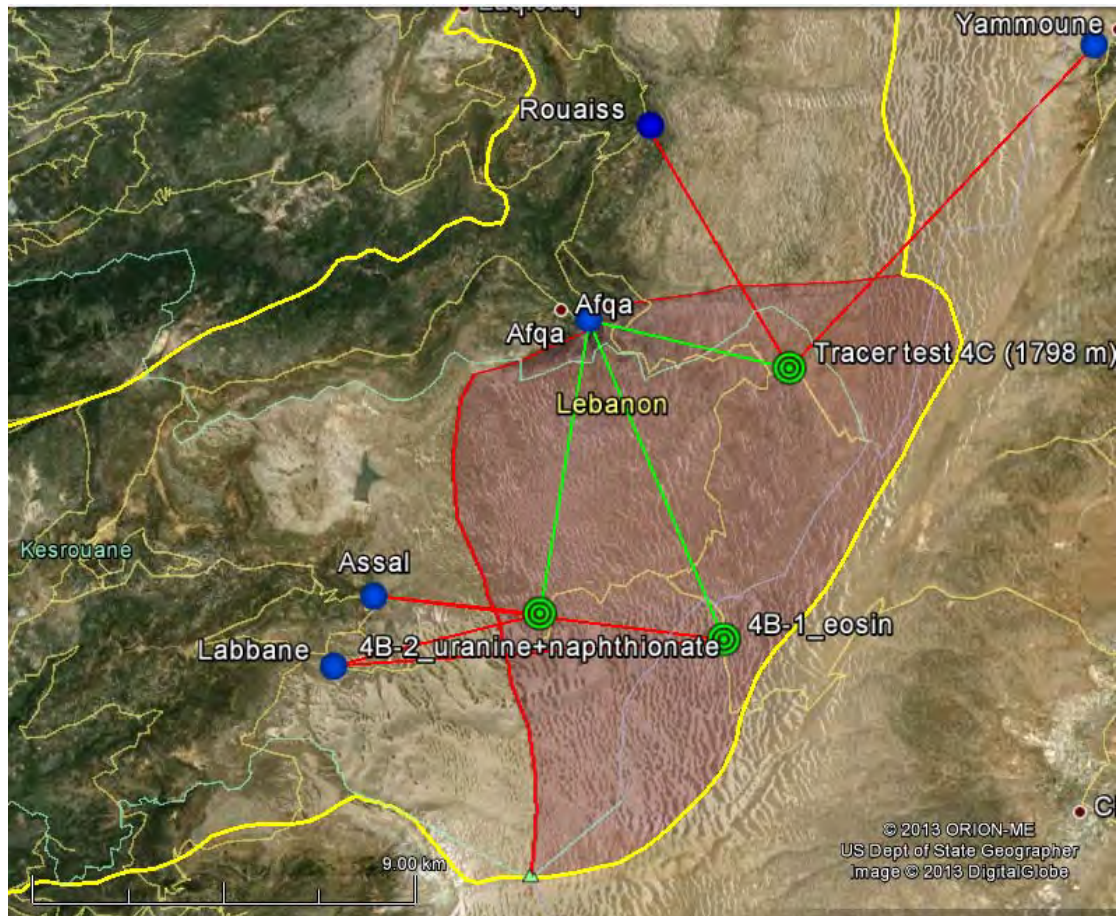 Laqlouq
Yammoune
Rouaiss
Afqa
Afqa
Tracer test 4C (1798 m)
Lebanon
Kesrouane
Assal
4B-1_eosin
4B-2_uranine+naphthionate
Labbane
9.00 km
© 2013 ORION-ME
US Dept of State Geographer
Image © 2013 DigitalGlobe